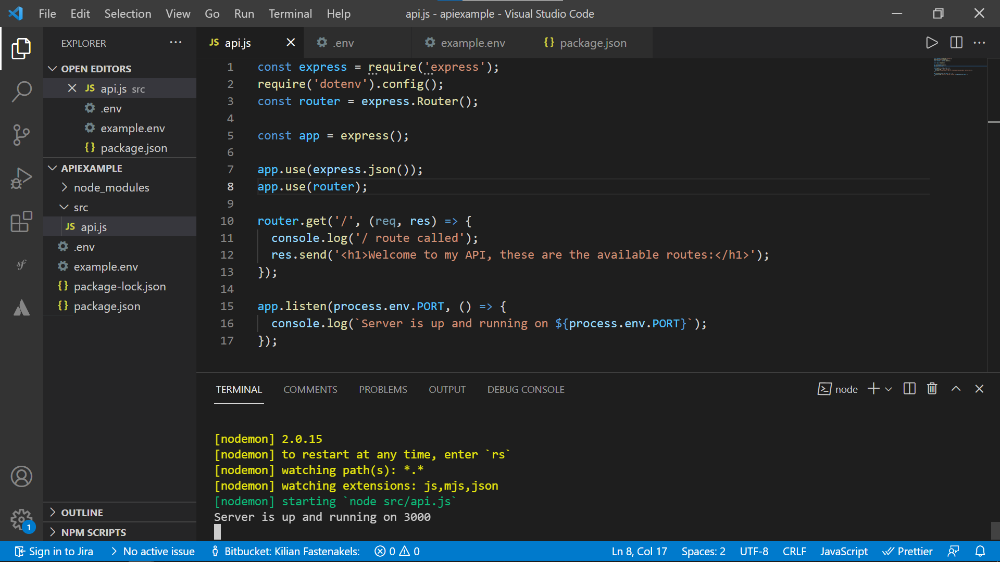 File Edit Selection View Go Run Terminal Help api.js - apiexample - Visual Studio Code
EXPLORER
OPEN EDITORS
JS api.js src
.env
example.env
{} package.json
APIEXAMPLE
node_modules
src
JS api.js
.env
example.env
{} package-lock.json
{} package.json
OUTLINE
NPM SCRIPTS
sf
1
JS api.js .env example.env {} package.json
1 const express = require('express');
2 require('dotenv').config();
3 const router = express.Router();
4
5 const app = express();
6
7 app.use(express.json());
8 app.use(router);
9
10 router.get('/', (req, res) => {
11 console.log('/ route called');
12 res.send('<h1>Welcome to my API, these are the available routes:</h1>');
13 });
14
15 app.listen(process.env.PORT, () => {
16 console.log(`Server is up and running on ${process.env.PORT}`);
17 });
TERMINAL COMMENTS PROBLEMS OUTPUT DEBUG CONSOLE node
[nodemon] 2.0.15
[nodemon] to restart at any time, enter `rs`
[nodemon] watching path(s): *.*
[nodemon] watching extensions: js,mjs,json
[nodemon] starting `node src/api.js`
Server is up and running on 3000
Sign in to Jira No active issue Bitbucket: Kilian Fastenakels: 0 0 Ln 8, Col 17 Spaces: 2 UTF-8 CRLF JavaScript Prettier